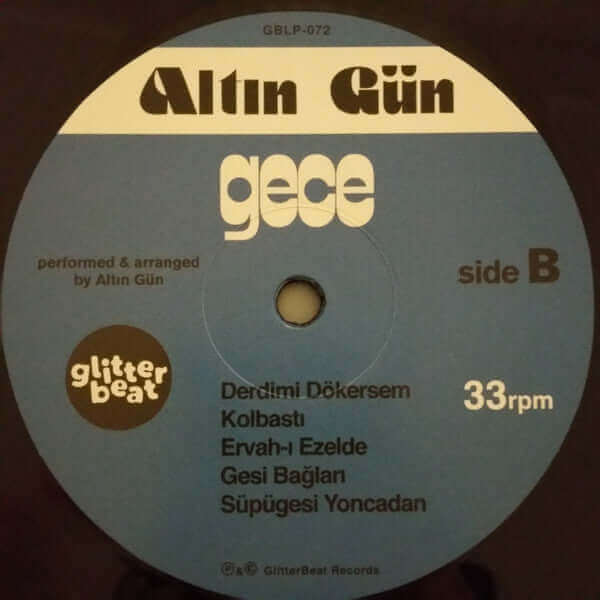 GBLP-072
Altın Gün
gece
performed & arranged
by Altın Gün
side B
glitter
beat
33rpm
Derdimi Dökersem
Kolbastı
Ervah-ı Ezelde
Gesi Bağları
Süpügesi Yoncadan
℗&© GlitterBeat Records